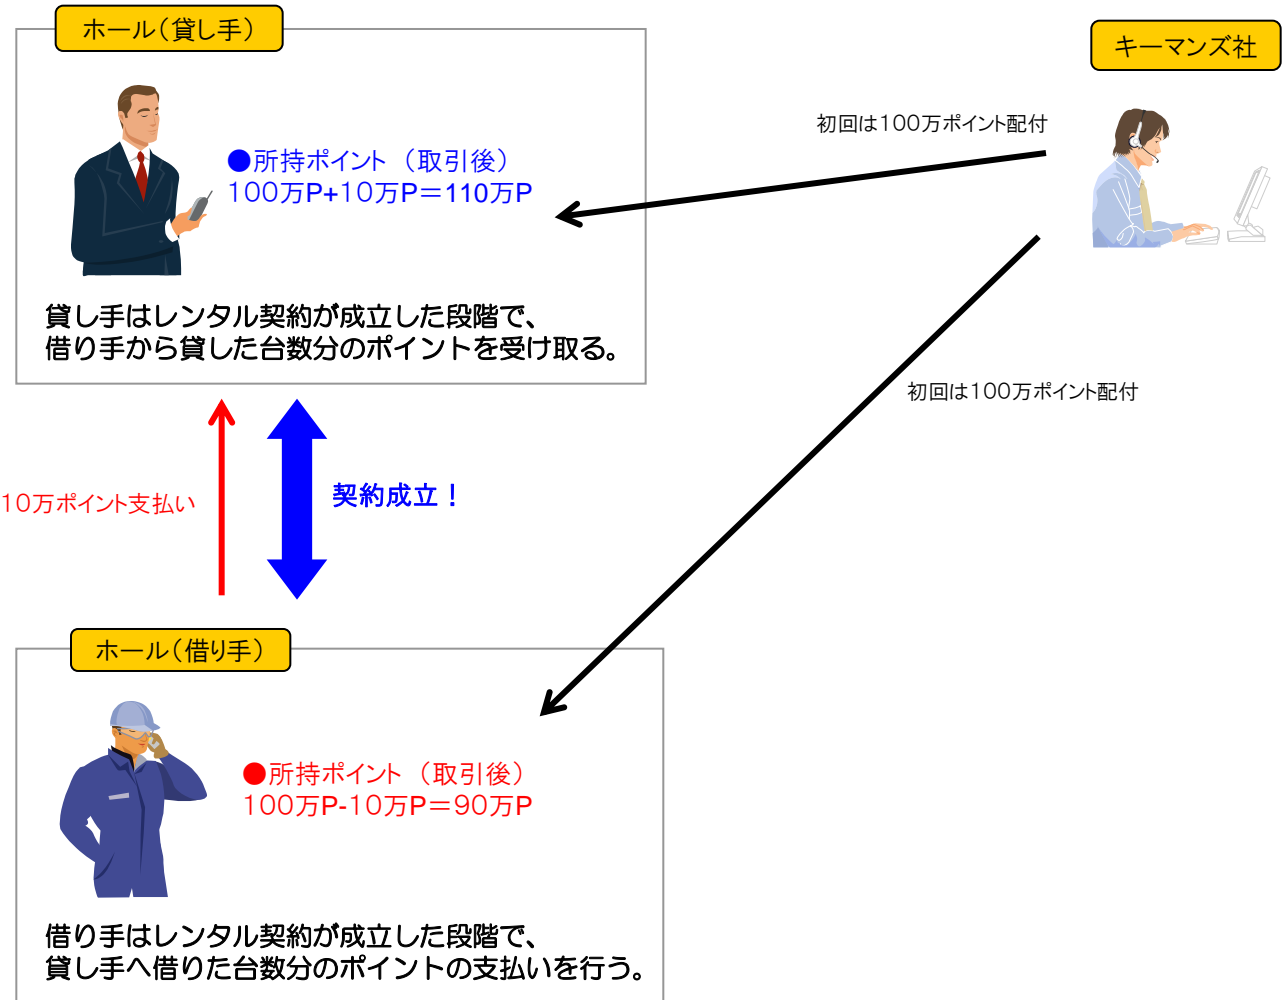 ホール（貸し手）
キーマンズ社
初回は100万ポイント配付
●所持ポイント （取引後）
100万P+10万P＝110万P
貸し手はレンタル契約が成立した段階で、
借り手から貸した台数分のポイントを受け取る。
初回は100万ポイント配付
10万ポイント支払い
契約成立！
ホール（借り手）
●所持ポイント （取引後）
100万P-10万P＝90万P
借り手はレンタル契約が成立した段階で、
貸し手へ借りた台数分のポイントの支払いを行う。